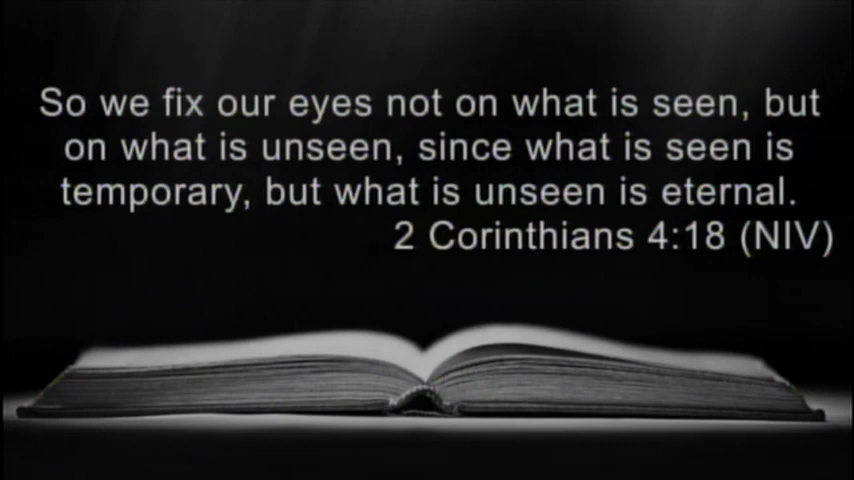 So we fix our eyes not on what is seen, but
on what is unseen, since what is seen is
temporary, but what is unseen is eternal.
2 Corinthians 4:18 (NIV)